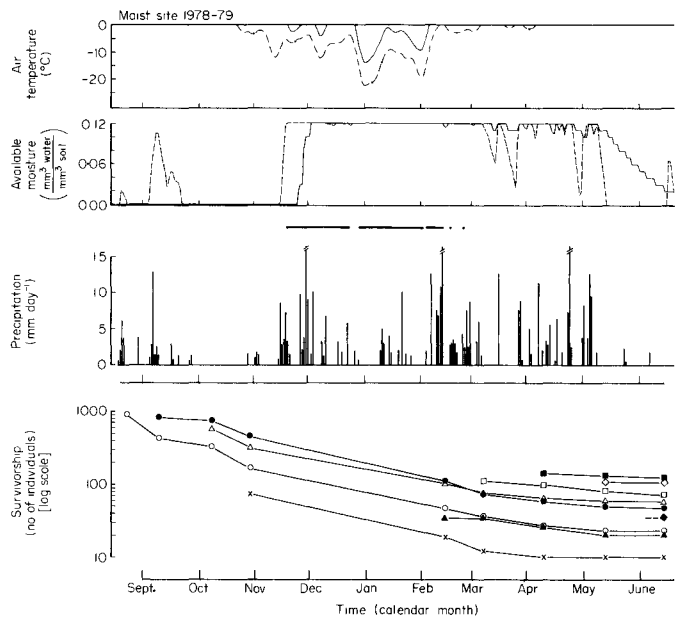 Moist site 1978-79
Air temperature (°C)
0
-10
-20
Available moisture (mm³ water / mm³ soil)
0.12
0.06
0.00
Precipitation (mm day⁻¹)
15
10
5
0
Survivorship (no of individuals) [log scale]
1000
100
10
Sept. Oct Nov Dec Jan Feb Mar Apr May June
Time (calendar month)